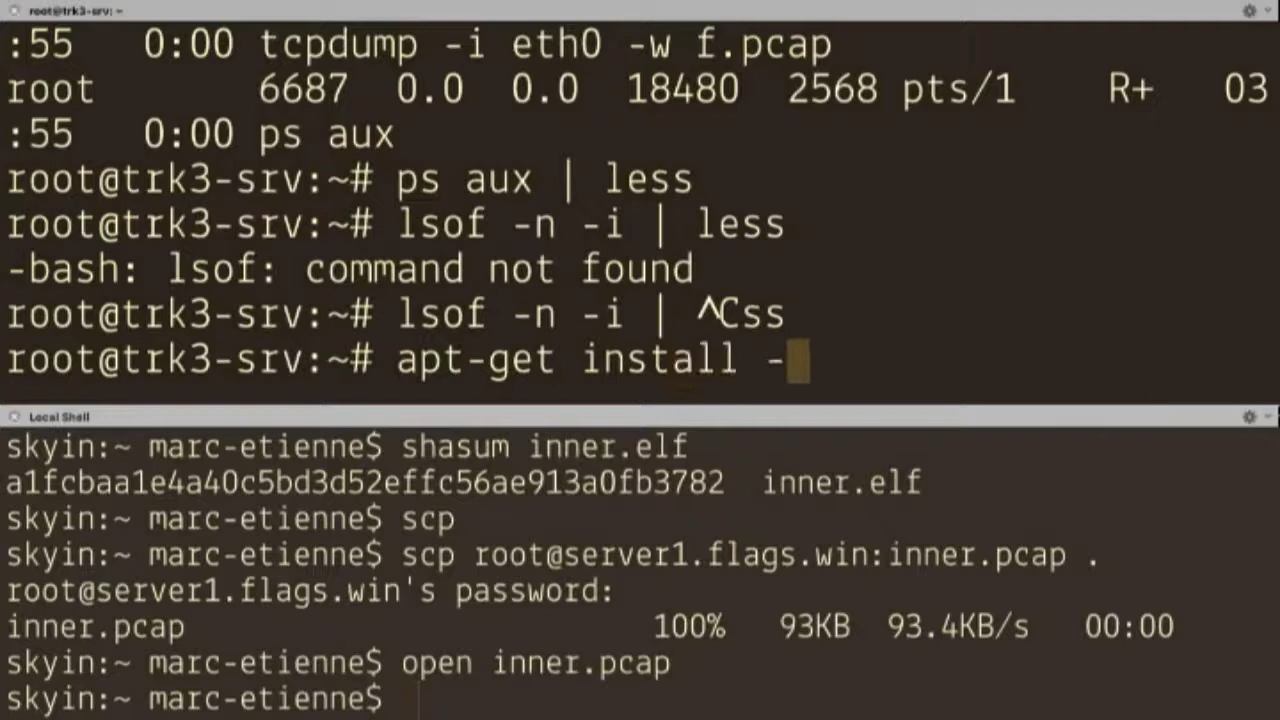 root@trk3-srv: ~
:55   0:00 tcpdump -i eth0 -w f.pcap
root       6687  0.0  0.0  18480  2568 pts/1    R+   03
:55   0:00 ps aux
root@trk3-srv:~# ps aux | less
root@trk3-srv:~# lsof -n -i | less
-bash: lsof: command not found
root@trk3-srv:~# lsof -n -i | ^Css
root@trk3-srv:~# apt-get install -
Local Shell
skyin:~ marc-etienne$ shasum inner.elf
a1fcbaa1e4a40c5bd3d52effc56ae913a0fb3782  inner.elf
skyin:~ marc-etienne$ scp
skyin:~ marc-etienne$ scp root@server1.flags.win:inner.pcap .
root@server1.flags.win's password:
inner.pcap                          100%   93KB  93.4KB/s   00:00
skyin:~ marc-etienne$ open inner.pcap
skyin:~ marc-etienne$